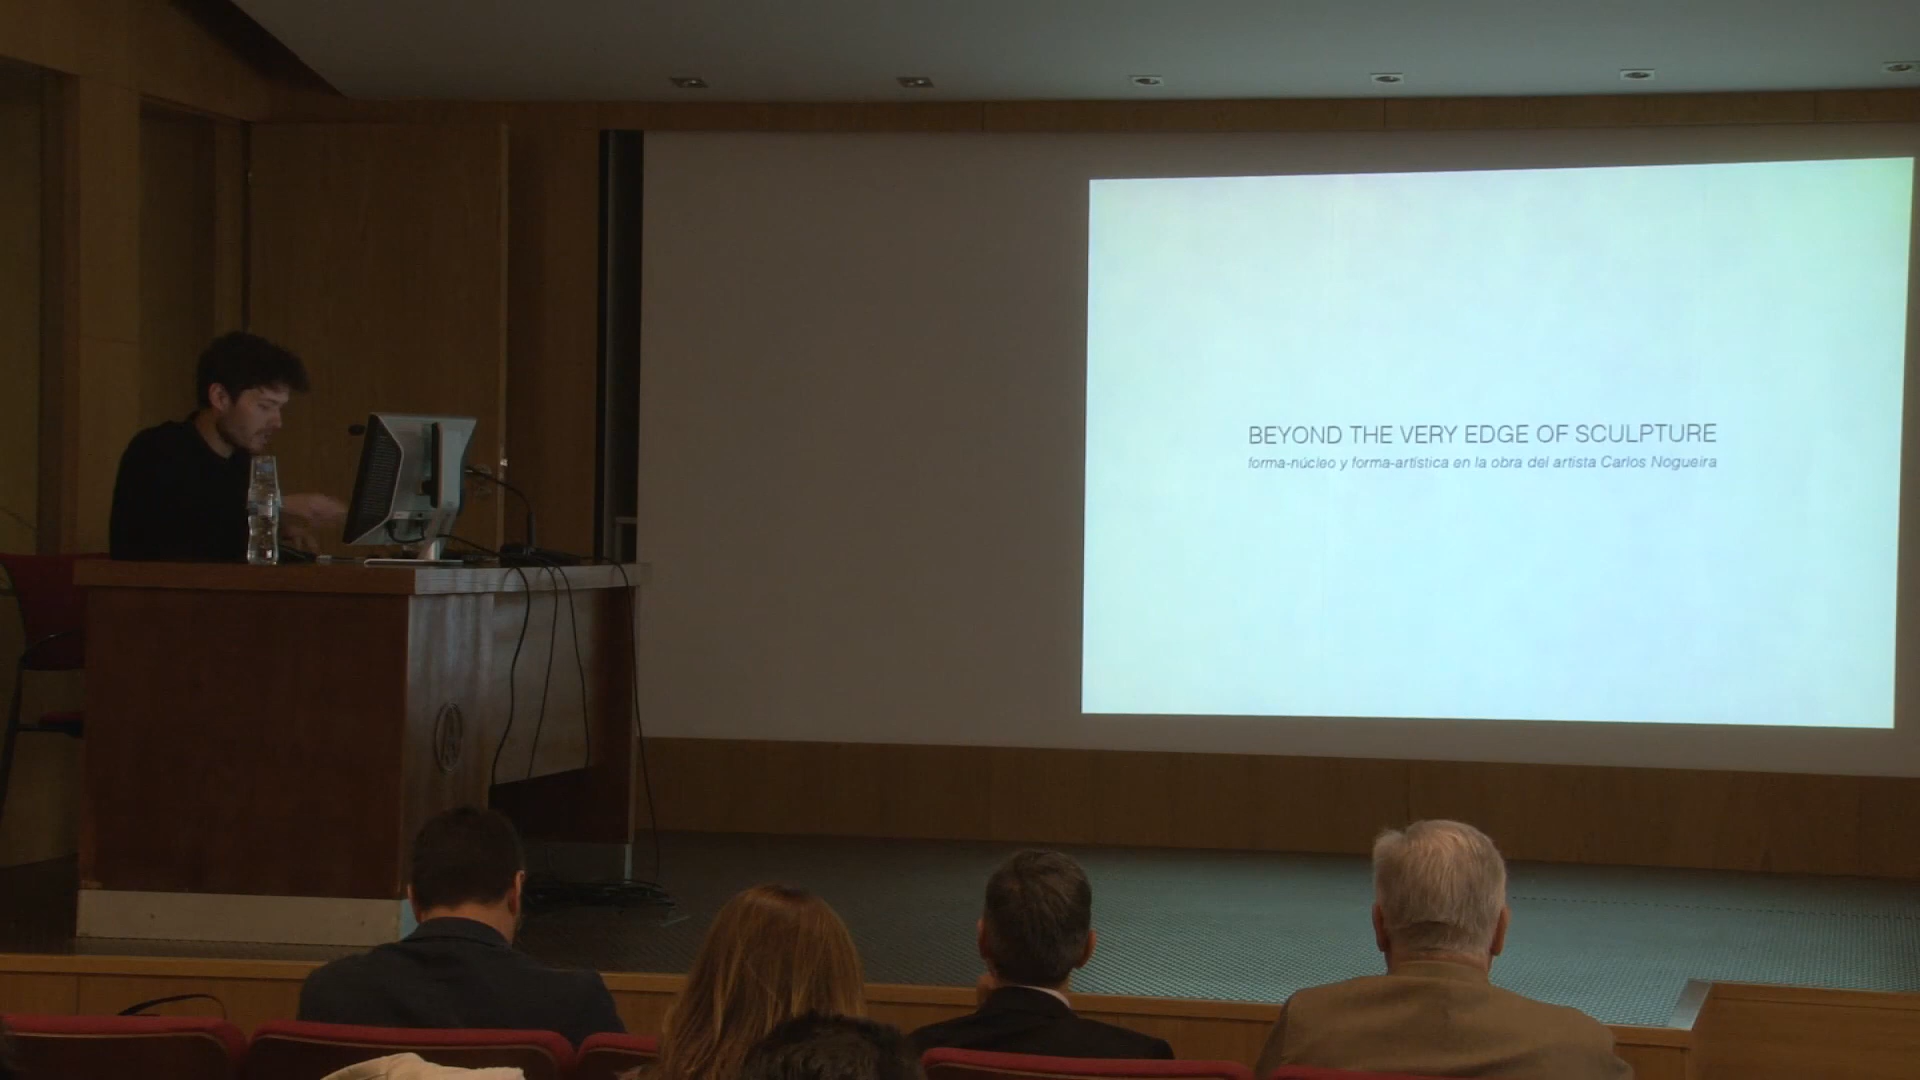 BEYOND THE VERY EDGE OF SCULPTURE
forma-núcleo y forma-artística en la obra del artista Carlos Nogueira